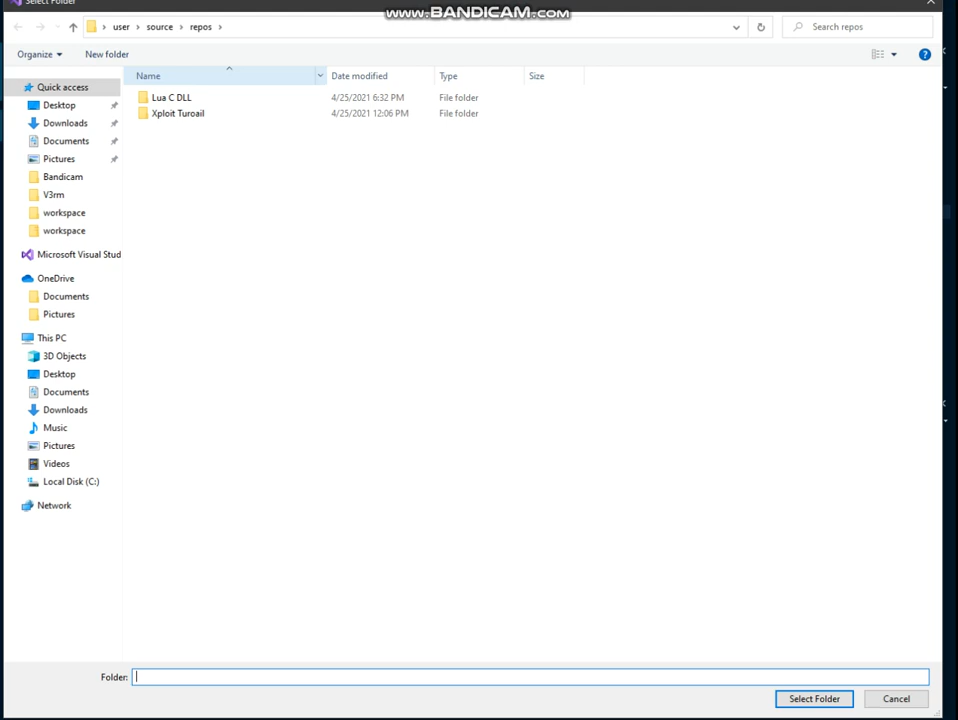 Select Folder
www.BANDICAM.com
user › source › repos ›
Search repos
Organize
New folder
Name
Date modified
Type
Size
Quick access
Desktop
Downloads
Documents
Pictures
Bandicam
V3rm
workspace
workspace
Microsoft Visual Stud
OneDrive
Documents
Pictures
This PC
3D Objects
Desktop
Documents
Downloads
Music
Pictures
Videos
Local Disk (C:)
Network
Lua C DLL 4/25/2021 6:32 PM File folder
Xploit Turoail 4/25/2021 12:06 PM File folder
Folder:
Select Folder
Cancel